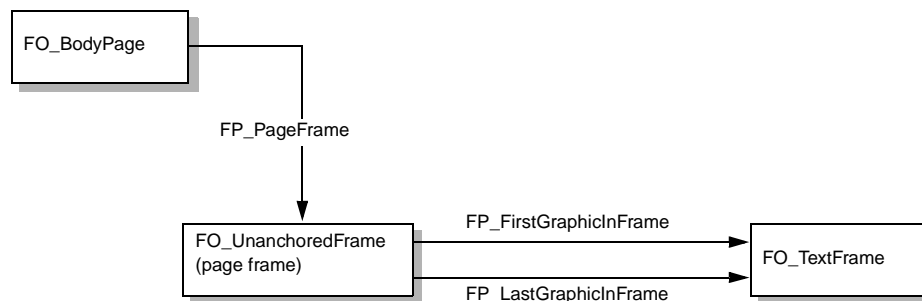 FO_BodyPage
FP_PageFrame
FP_FirstGraphicInFrame
FO_UnanchoredFrame
(page frame)
FO_TextFrame
FP_LastGraphicInFrame